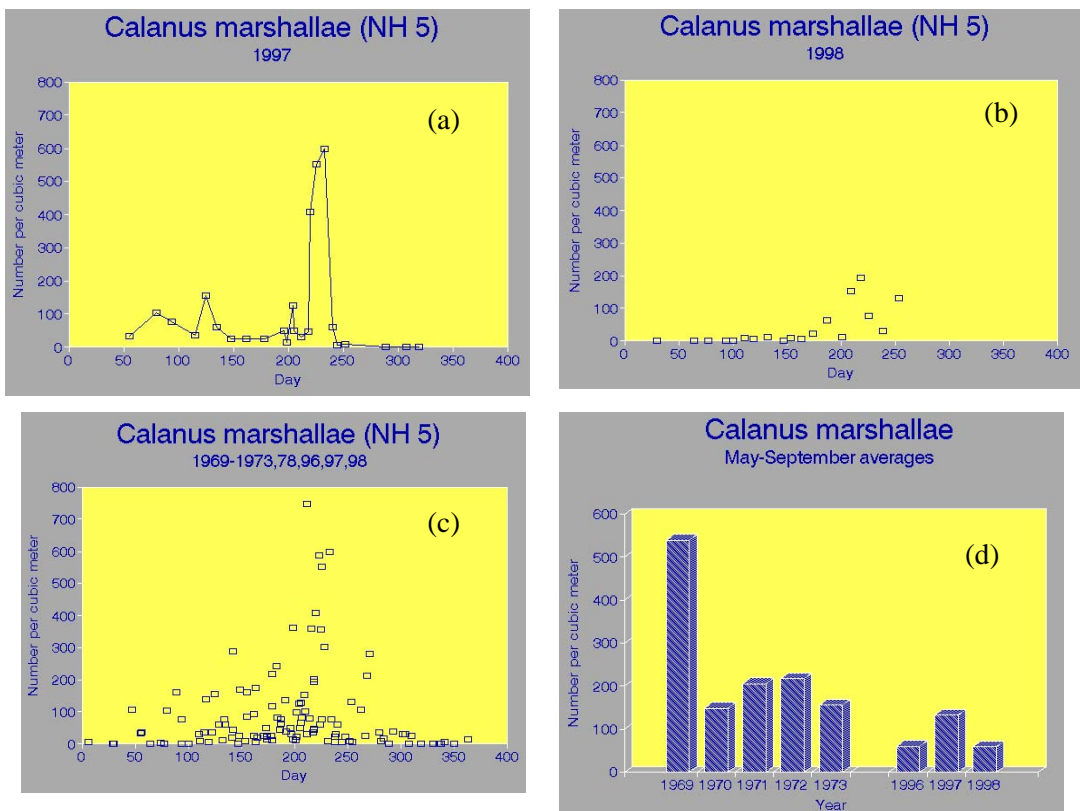 Calanus marshallae (NH 5)
1997
(a)
Number per cubic meter
800
700
600
500
400
300
200
100
0
0 50 100 150 200 250 300 350 400
Day
Calanus marshallae (NH 5)
1998
(b)
Number per cubic meter
800
700
600
500
400
300
200
100
0
0 50 100 150 200 250 300 350 400
Day
Calanus marshallae (NH 5)
1969-1973,78,96,97,98
(c)
Number per cubic meter
800
700
600
500
400
300
200
100
0
0 50 100 150 200 250 300 350 400
Day
Calanus marshallae
May-September averages
(d)
Number per cubic meter
600
500
400
300
200
100
0
1969 1970 1971 1972 1973 1996 1997 1998
Year